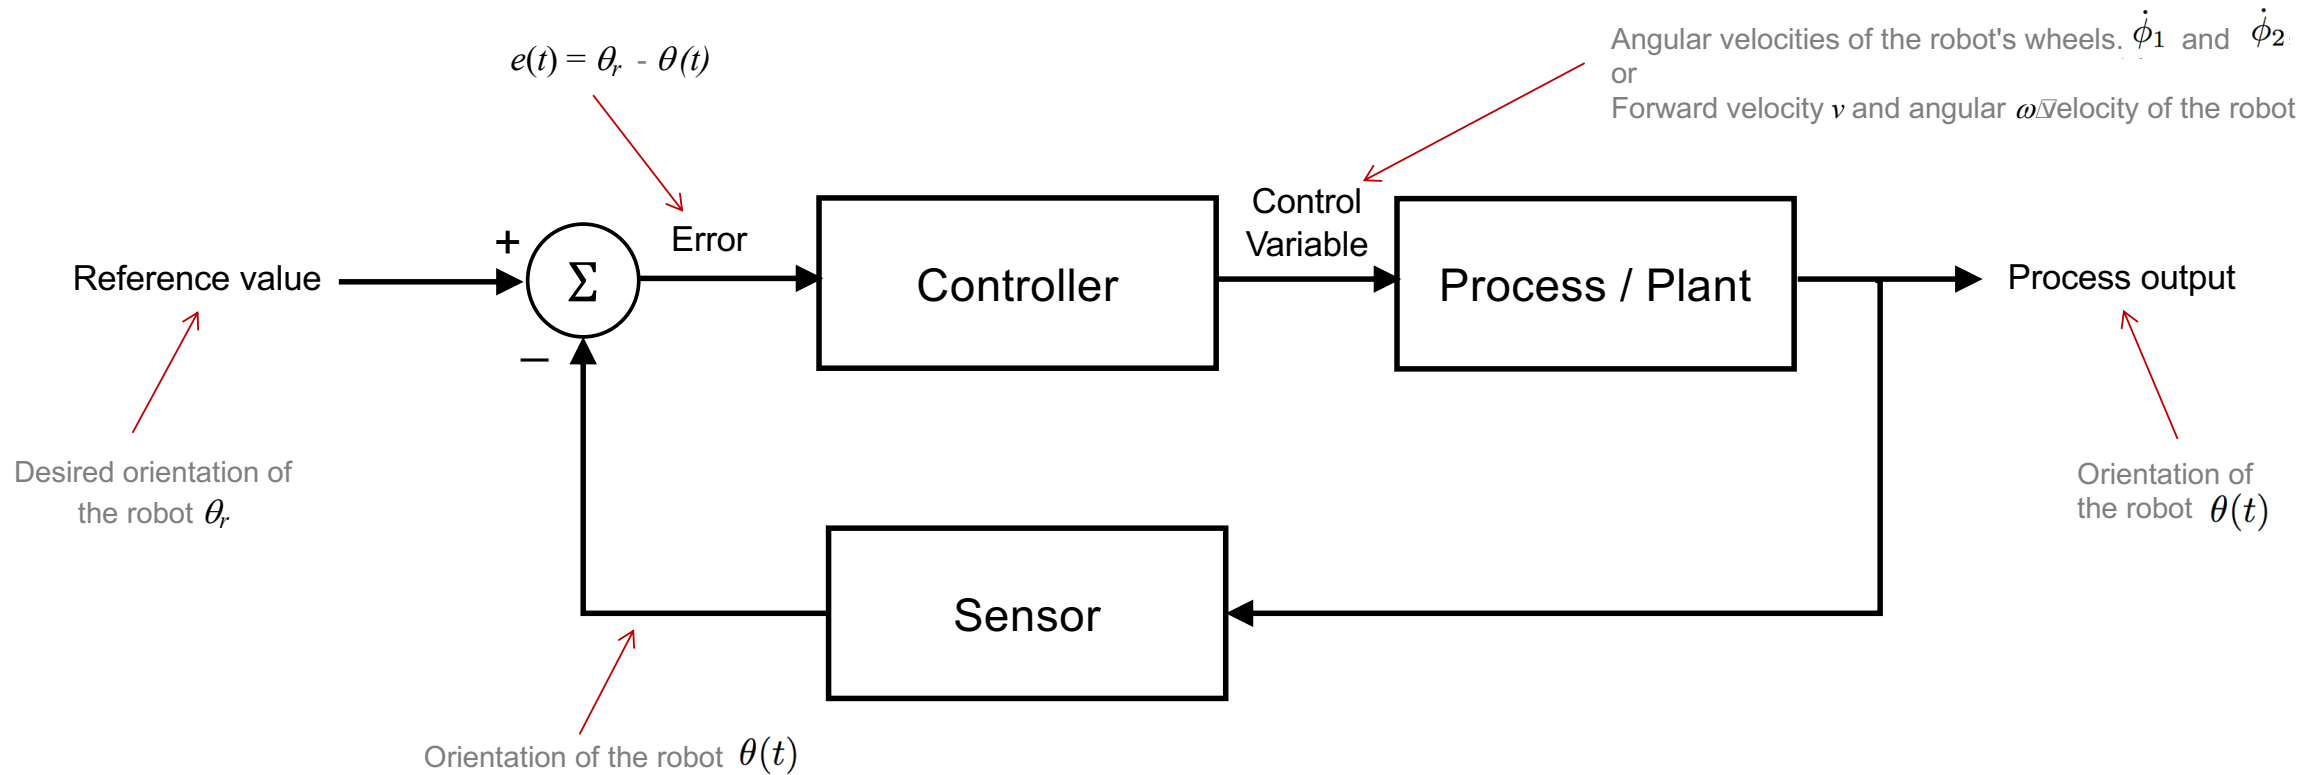 e(t) = θr - θ(t)
Angular velocities of the robot's wheels. ϕ̇1 and ϕ̇2
or
Forward velocity v and angular ω velocity of the robot
Control
Variable
+
Error
Reference value
Σ
Controller
Process / Plant
Process output
–
Desired orientation of
the robot θr
Orientation of
the robot θ(t)
Sensor
Orientation of the robot θ(t)